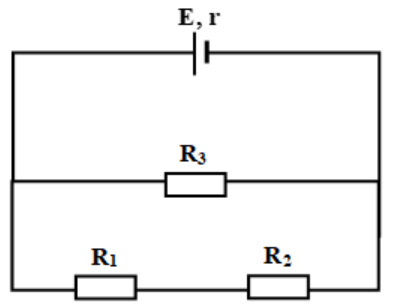 E, r
R₃
R₁ R₂